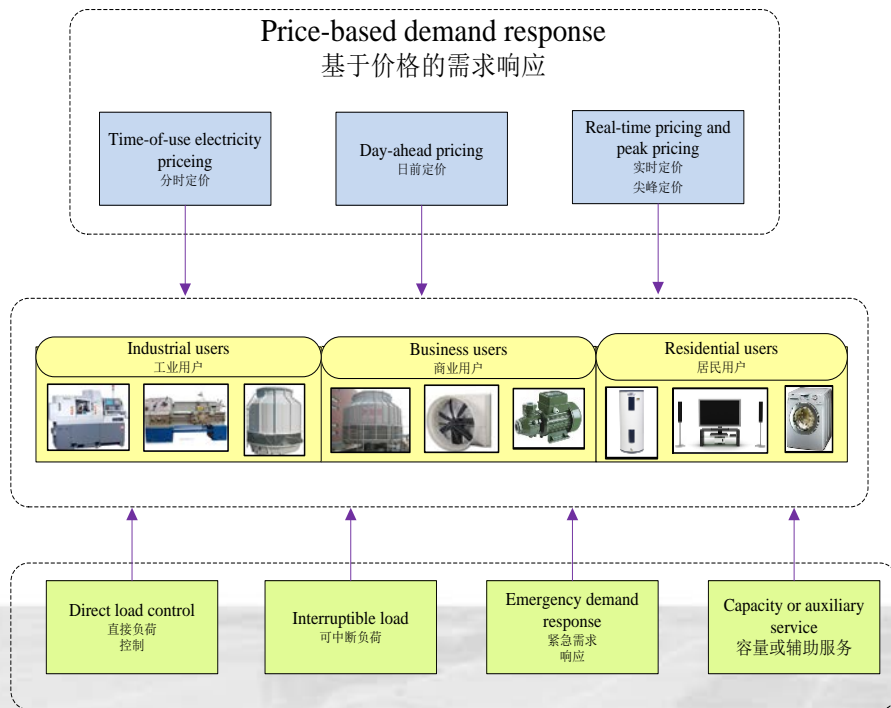 Price-based demand response
基于价格的需求响应
Time-of-use electricity
priceing
分时定价
Day-ahead pricing
日前定价
Real-time pricing and
peak pricing
实时定价
尖峰定价
Industrial users
工业用户
Business users
商业用户
Residential users
居民用户
Direct load control
直接负荷
控制
Interruptible load
可中断负荷
Emergency demand
response
紧急需求
响应
Capacity or auxiliary
service
容量或辅助服务